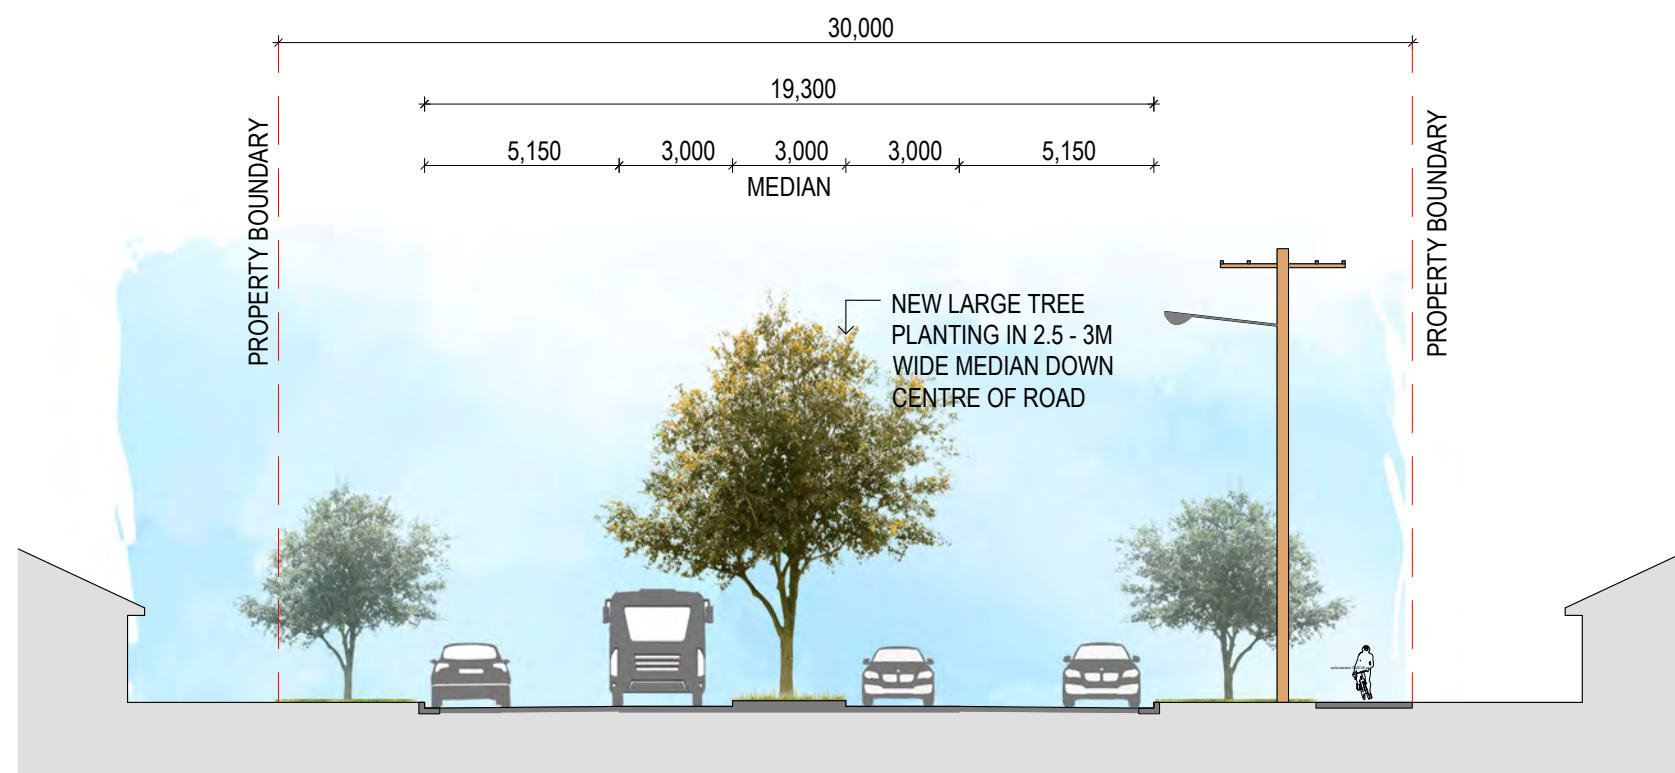 30,000
19,300
5,150 3,000 3,000 3,000 5,150
MEDIAN
PROPERTY BOUNDARY
PROPERTY BOUNDARY
NEW LARGE TREE
PLANTING IN 2.5 - 3M
WIDE MEDIAN DOWN
CENTRE OF ROAD